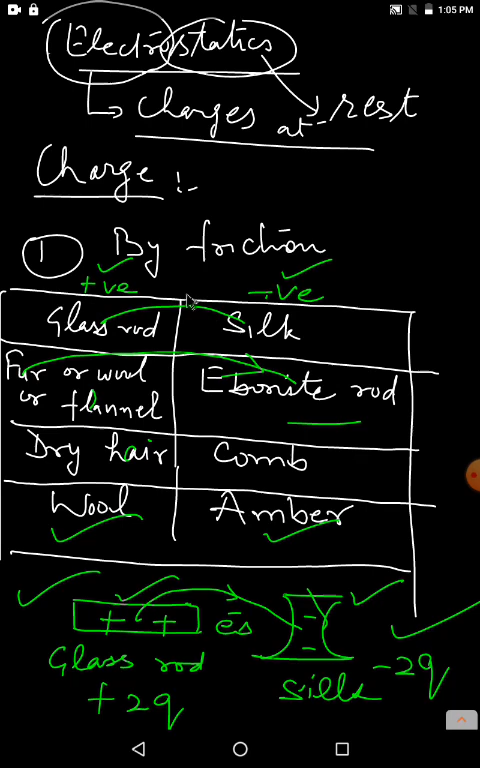 1:05 PM
Electrostatics
Charges at rest
Charge :-
1 By friction
+ve -ve
Glass rod Silk
Fur or wool or flannel Ebonite rod
Dry hair Comb
Wool Amber
+ + es - -
Glass rod Silk -2q
+2q